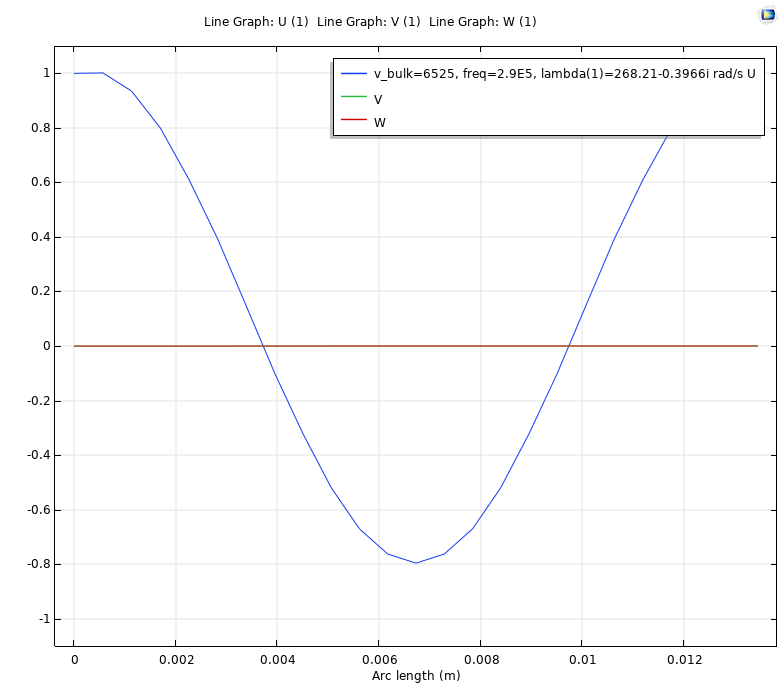 Line Graph: U (1)  Line Graph: V (1)  Line Graph: W (1)
v_bulk=6525, freq=2.9E5, lambda(1)=268.21-0.3966i rad/s U
V
W
1
0.8
0.6
0.4
0.2
0
-0.2
-0.4
-0.6
-0.8
-1
0 0.002 0.004 0.006 0.008 0.01 0.012
Arc length (m)